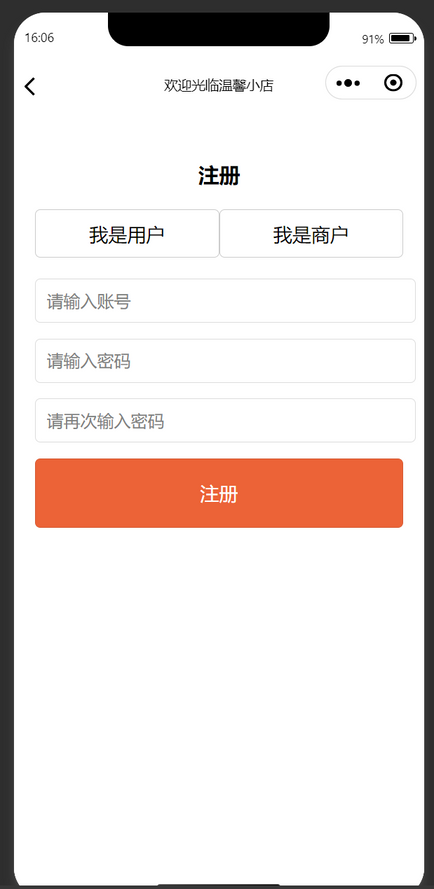 16:06 91%
欢迎光临温馨小店
注册
我是用户 我是商户
请输入账号
请输入密码
请再次输入密码
注册